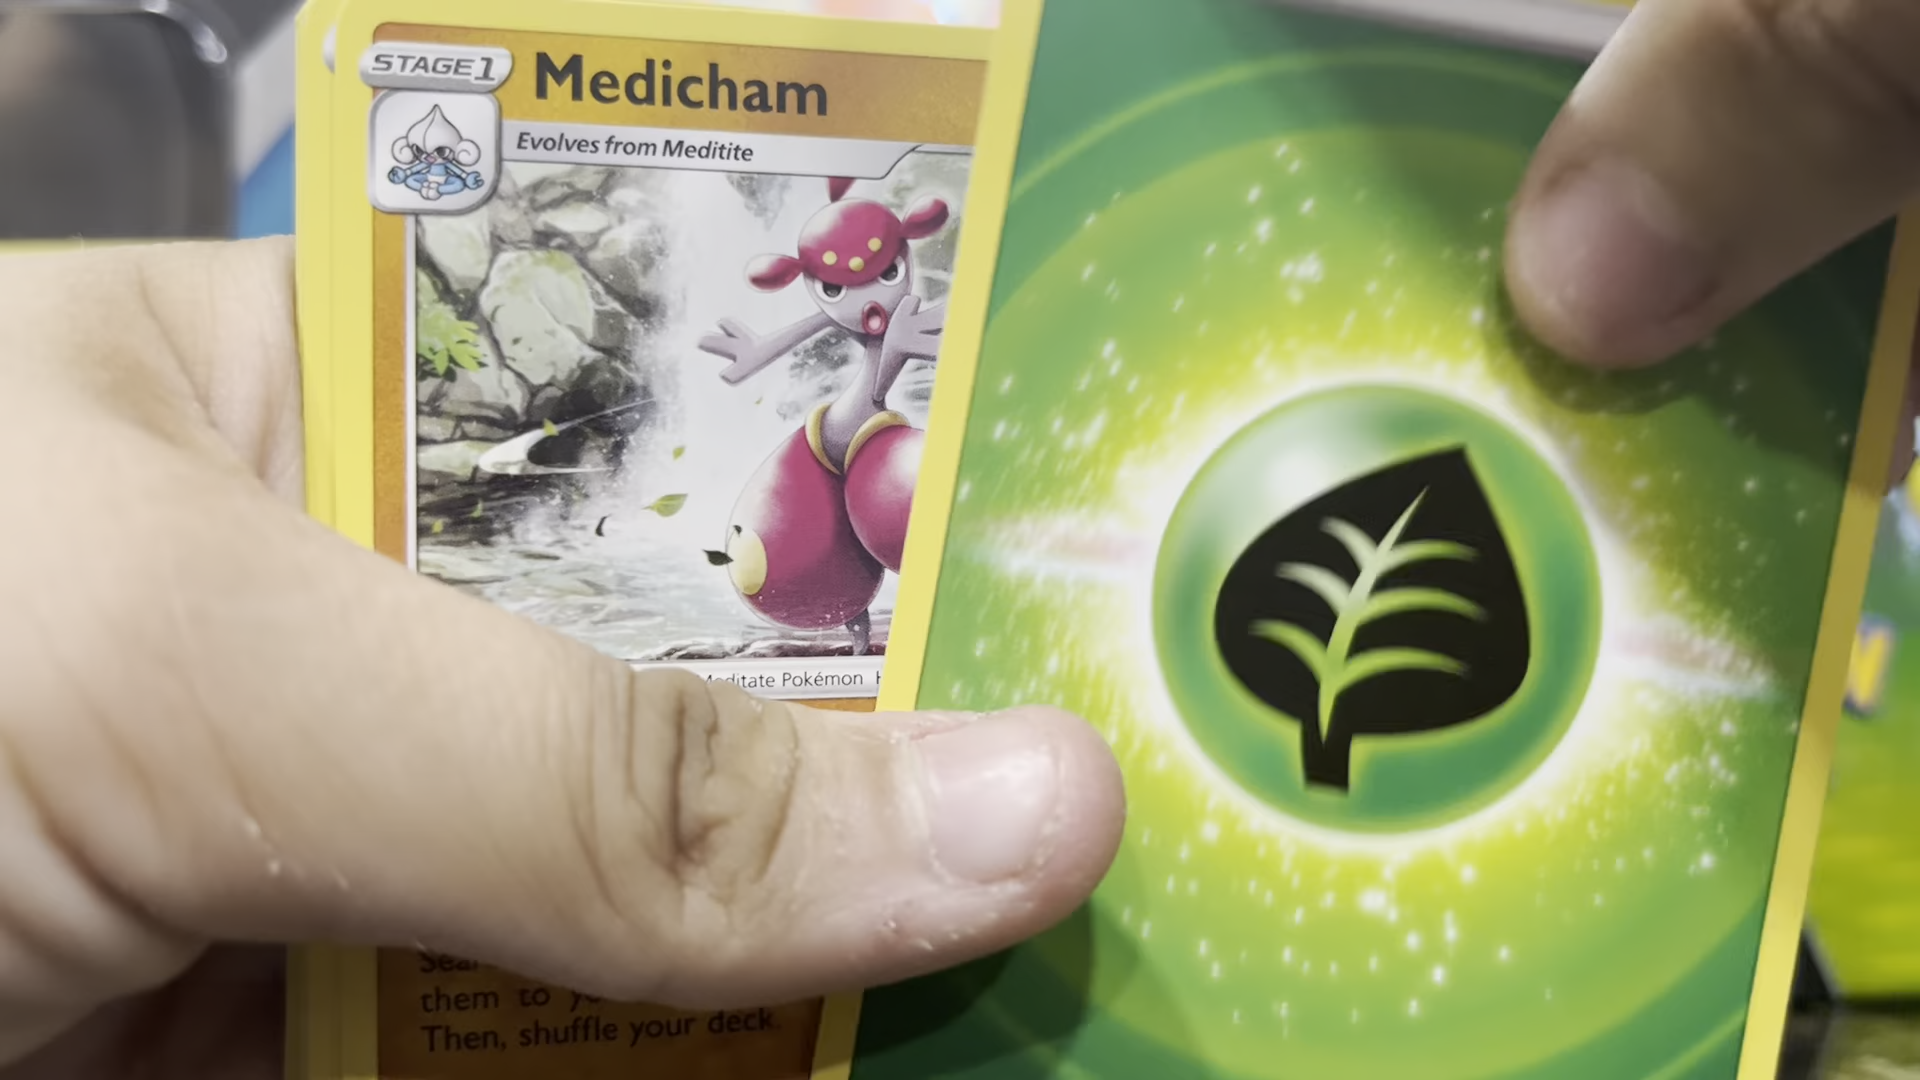 STAGE 1
Medicham
Evolves from Meditite
Meditate Pokémon
them to
Then, shuffle your deck.